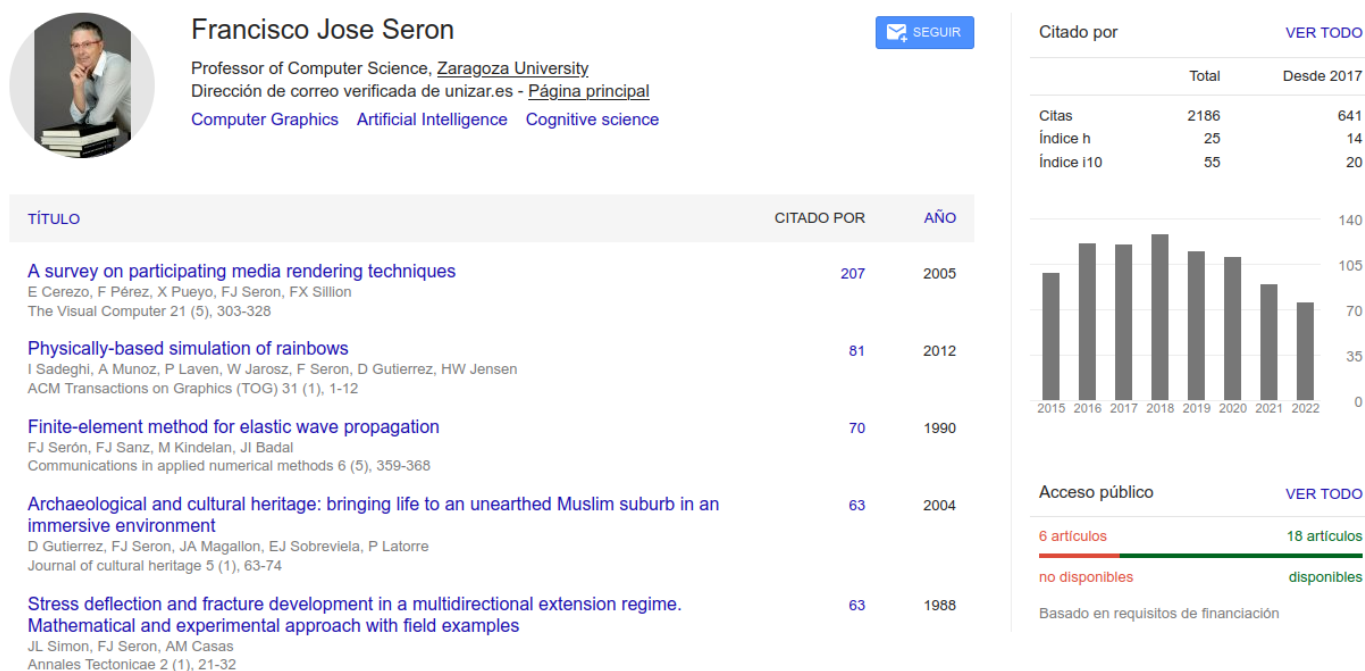 Francisco Jose Seron
SEGUIR
Professor of Computer Science, Zaragoza University
Dirección de correo verificada de unizar.es - Página principal
Computer Graphics Artificial Intelligence Cognitive science
TÍTULO CITADO POR AÑO
A survey on participating media rendering techniques 207 2005
E Cerezo, F Pérez, X Pueyo, FJ Seron, FX Sillion
The Visual Computer 21 (5), 303-328
Physically-based simulation of rainbows 81 2012
I Sadeghi, A Munoz, P Laven, W Jarosz, F Seron, D Gutierrez, HW Jensen
ACM Transactions on Graphics (TOG) 31 (1), 1-12
Finite-element method for elastic wave propagation 70 1990
FJ Serón, FJ Sanz, M Kindelan, JI Badal
Communications in applied numerical methods 6 (5), 359-368
Archaeological and cultural heritage: bringing life to an unearthed Muslim suburb in an 63 2004
immersive environment
D Gutierrez, FJ Seron, JA Magallon, EJ Sobreviela, P Latorre
Journal of cultural heritage 5 (1), 63-74
Stress deflection and fracture development in a multidirectional extension regime. 63 1988
Mathematical and experimental approach with field examples
JL Simon, FJ Seron, AM Casas
Annales Tectonicae 2 (1), 21-32
Citado por VER TODO
Total Desde 2017
Citas 2186 641
Índice h 25 14
Índice i10 55 20
140
105
70
35
0
2015 2016 2017 2018 2019 2020 2021 2022
Acceso público VER TODO
6 artículos 18 artículos
no disponibles disponibles
Basado en requisitos de financiación